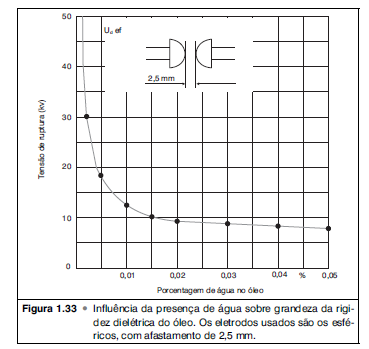 50
40
30
20
10
0
Tensão de ruptura (kv)
Uₑ ef
2,5 mm
0,01
0,02
0,03
0,04
%
0,05
Porcentagem de água no óleo
Figura 1.33 • Influência da presença de água sobre grandeza da rigi-
dez dielétrica do óleo. Os eletrodos usados são os esfé-
ricos, com afastamento de 2,5 mm.